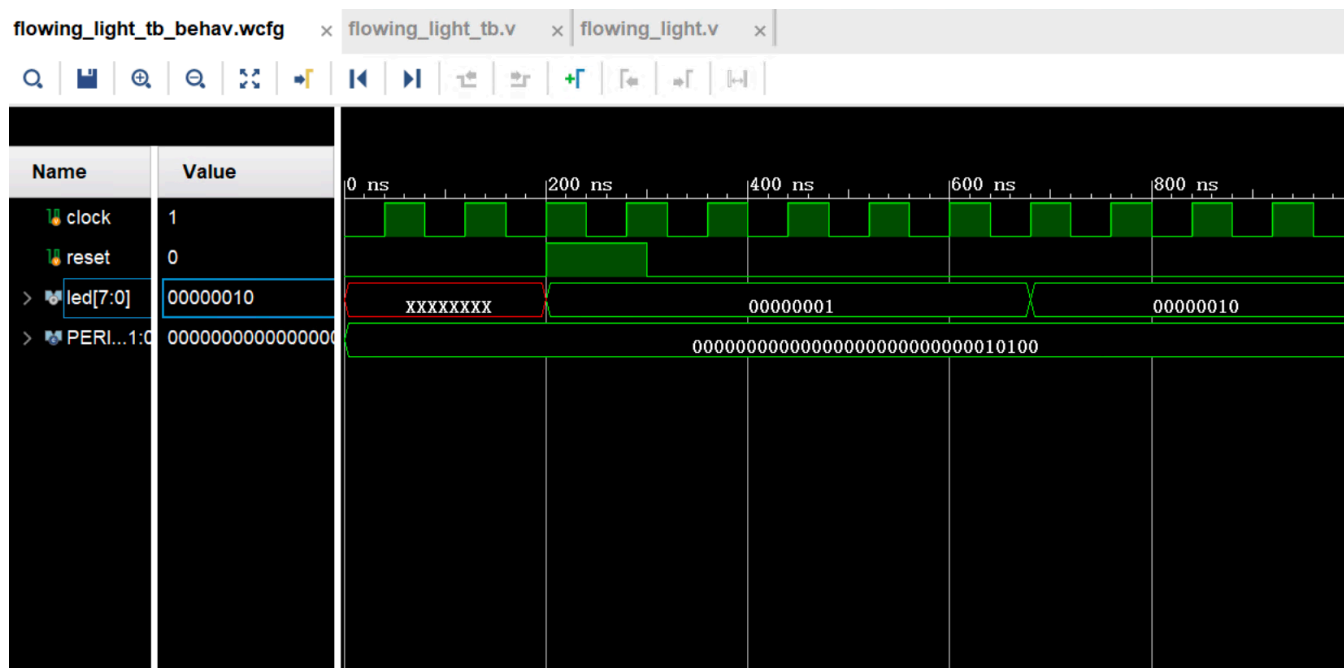 flowing_light_tb_behav.wcfg × flowing_light_tb.v × flowing_light.v ×
Name Value 0 ns 200 ns 400 ns 600 ns 800 ns
clock 1
reset 0
led[7:0] 00000010 XXXXXXXX 00000001 00000010
PERI...1:0 0000000000000000 00000000000000000000000000010100